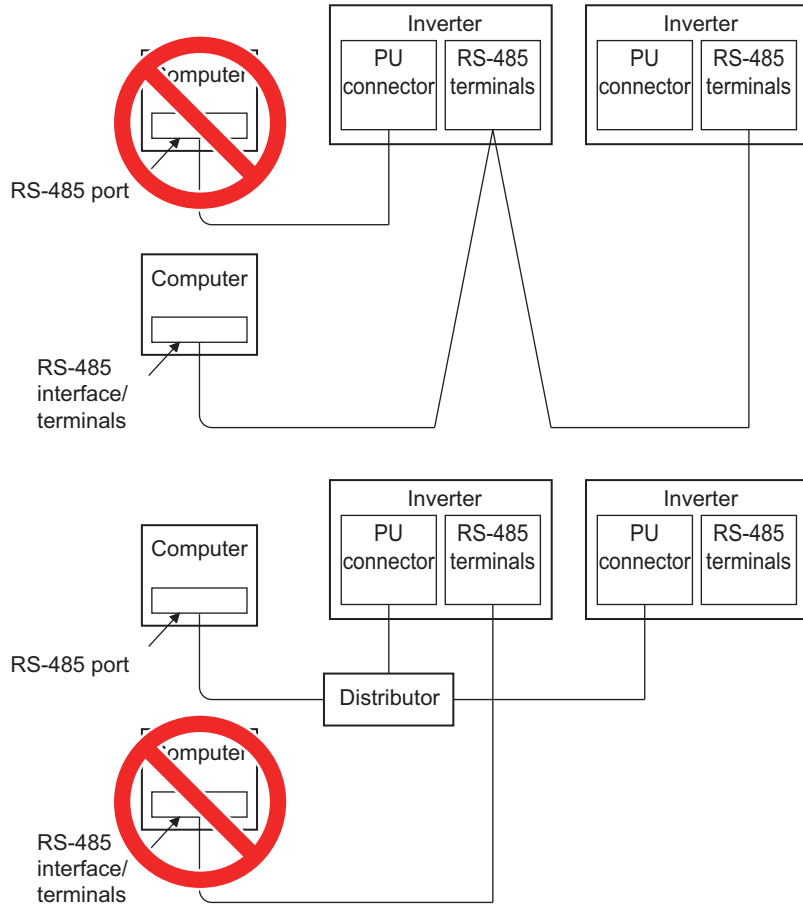 Inverter
Inverter
Computer
PU
connector
RS-485
terminals
PU
connector
RS-485
terminals
RS-485 port
Computer
RS-485
interface/
terminals
Inverter
Inverter
Computer
PU
connector
RS-485
terminals
PU
connector
RS-485
terminals
RS-485 port
Distributor
Computer
RS-485
interface/
terminals